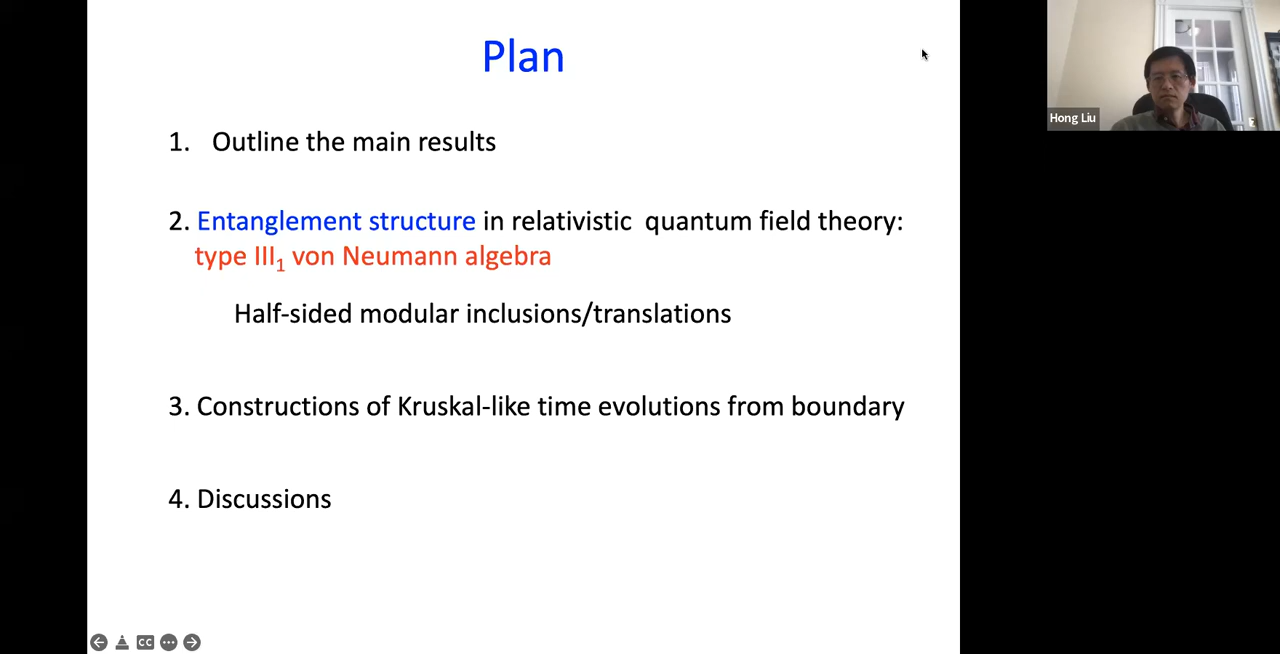 Plan
Hong Liu
1. Outline the main results
2. Entanglement structure in relativistic quantum field theory:
type III₁ von Neumann algebra
Half-sided modular inclusions/translations
3. Constructions of Kruskal-like time evolutions from boundary
4. Discussions
CC